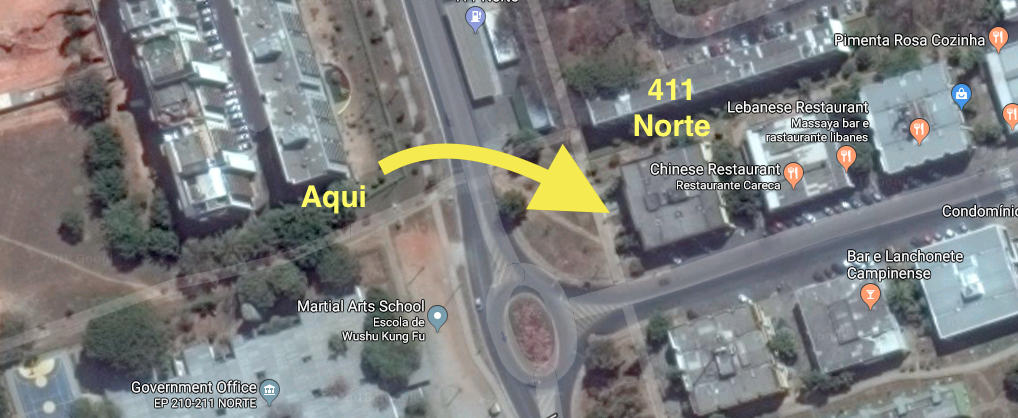 Pimenta Rosa Cozinha
411
Norte
Lebanese Restaurant
Massaya bar e
rastaurante libanes
Chinese Restaurant
Restaurante Careca
Aqui
Condomínio
Bar e Lanchonete
Campinense
Martial Arts School
Escola de
Wushu Kung Fu
Government Office
EP 210-211 NORTE